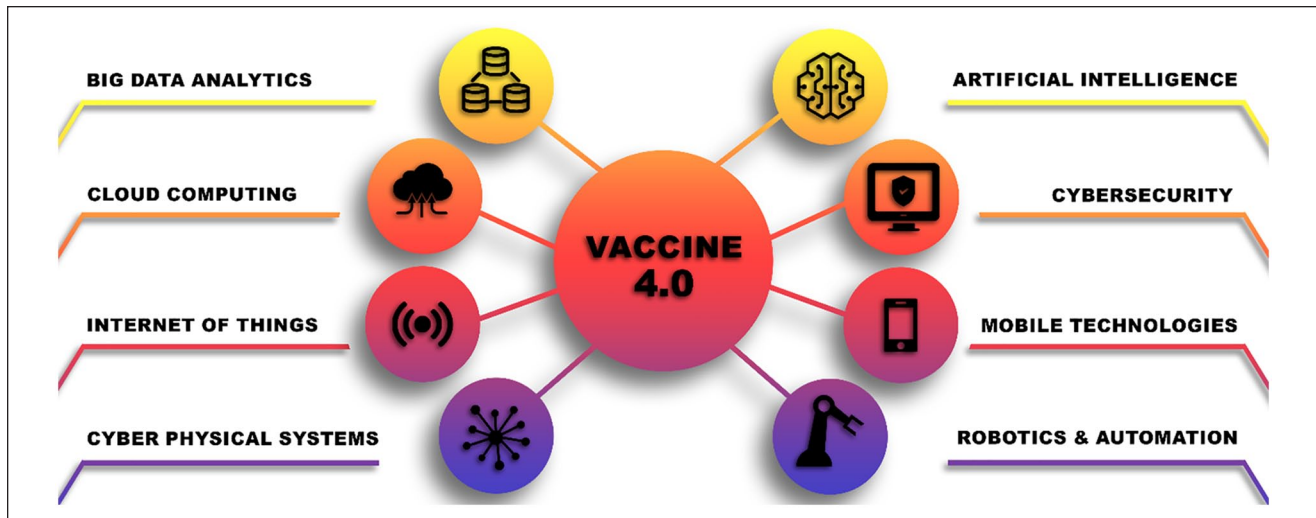 BIG DATA ANALYTICS
ARTIFICIAL INTELLIGENCE
CLOUD COMPUTING
CYBERSECURITY
VACCINE
4.0
INTERNET OF THINGS
MOBILE TECHNOLOGIES
CYBER PHYSICAL SYSTEMS
ROBOTICS & AUTOMATION